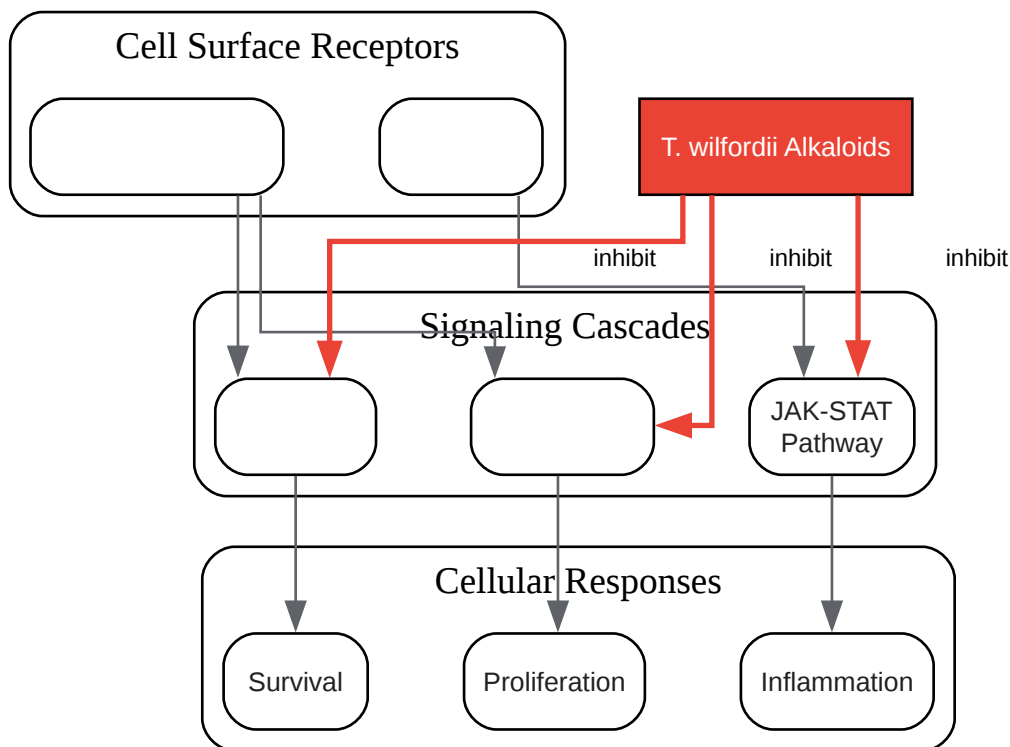 Cell Surface Receptors
T. wilfordii Alkaloids
inhibit
inhibit
inhibit
Signaling Cascades
JAK-STAT
Pathway
Cellular Responses
Survival
Proliferation
Inflammation